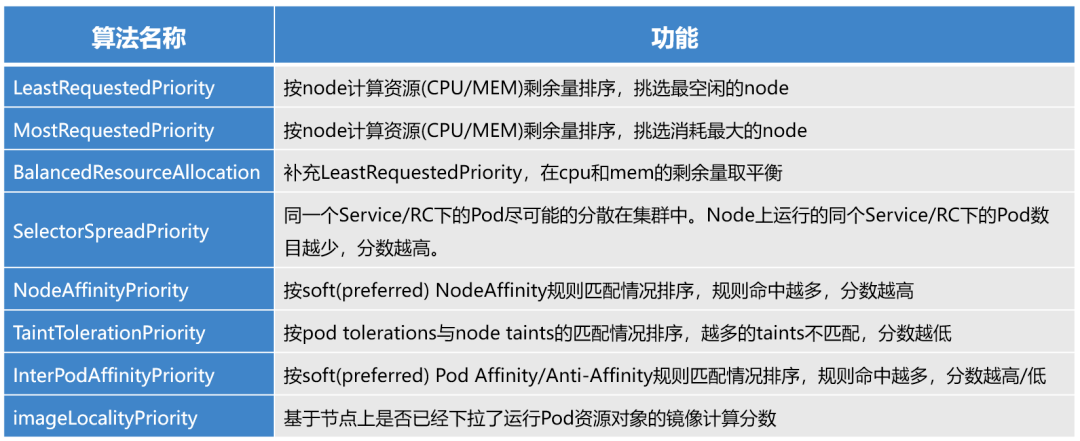 算法名称 功能
LeastRequestedPriority 按node计算资源(CPU/MEM)剩余量排序，挑选最空闲的node
MostRequestedPriority 按node计算资源(CPU/MEM)剩余量排序，挑选消耗最大的node
BalancedResourceAllocation 补充LeastRequestedPriority，在cpu和mem的剩余量取平衡
SelectorSpreadPriority 同一个Service/RC下的Pod尽可能的分散在集群中。Node上运行的同个Service/RC下的Pod数
目越少，分数越高。
NodeAffinityPriority 按soft(preferred) NodeAffinity规则匹配情况排序，规则命中越多，分数越高
TaintTolerationPriority 按pod tolerations与node taints的匹配情况排序，越多的taints不匹配，分数越低
InterPodAffinityPriority 按soft(preferred) Pod Affinity/Anti-Affinity规则匹配情况排序，规则命中越多，分数越高/低
imageLocalityPriority 基于节点上是否已经下拉了运行Pod资源对象的镜像计算分数